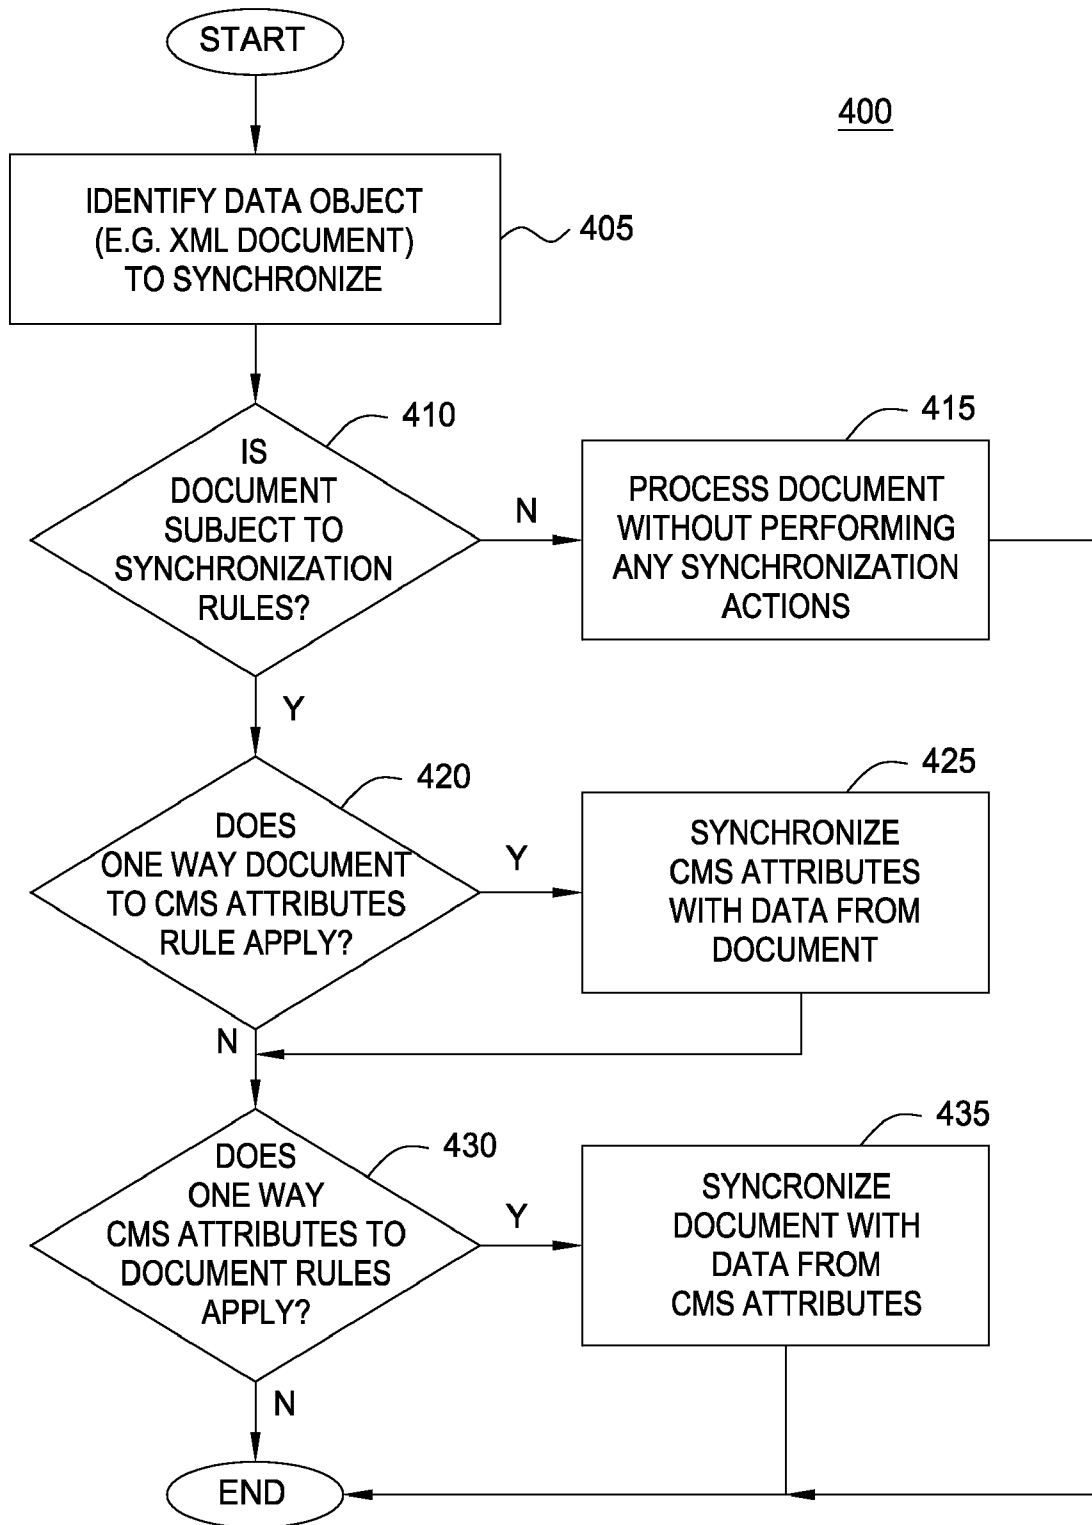 START
400
IDENTIFY DATA OBJECT
(E.G. XML DOCUMENT)
TO SYNCHRONIZE
405
410
IS
DOCUMENT
SUBJECT TO
SYNCHRONIZATION
RULES?
N
Y
415
PROCESS DOCUMENT
WITHOUT PERFORMING
ANY SYNCHRONIZATION
ACTIONS
420
DOES
ONE WAY DOCUMENT
TO CMS ATTRIBUTES
RULE APPLY?
Y
N
425
SYNCHRONIZE
CMS ATTRIBUTES
WITH DATA FROM
DOCUMENT
430
DOES
ONE WAY
CMS ATTRIBUTES TO
DOCUMENT RULES
APPLY?
Y
N
435
SYNCRONIZE
DOCUMENT WITH
DATA FROM
CMS ATTRIBUTES
END